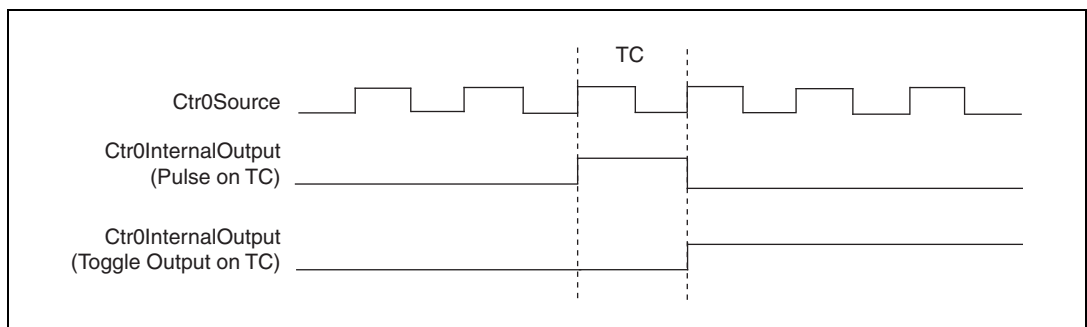 TC
Ctr0Source
Ctr0InternalOutput
(Pulse on TC)
Ctr0InternalOutput
(Toggle Output on TC)